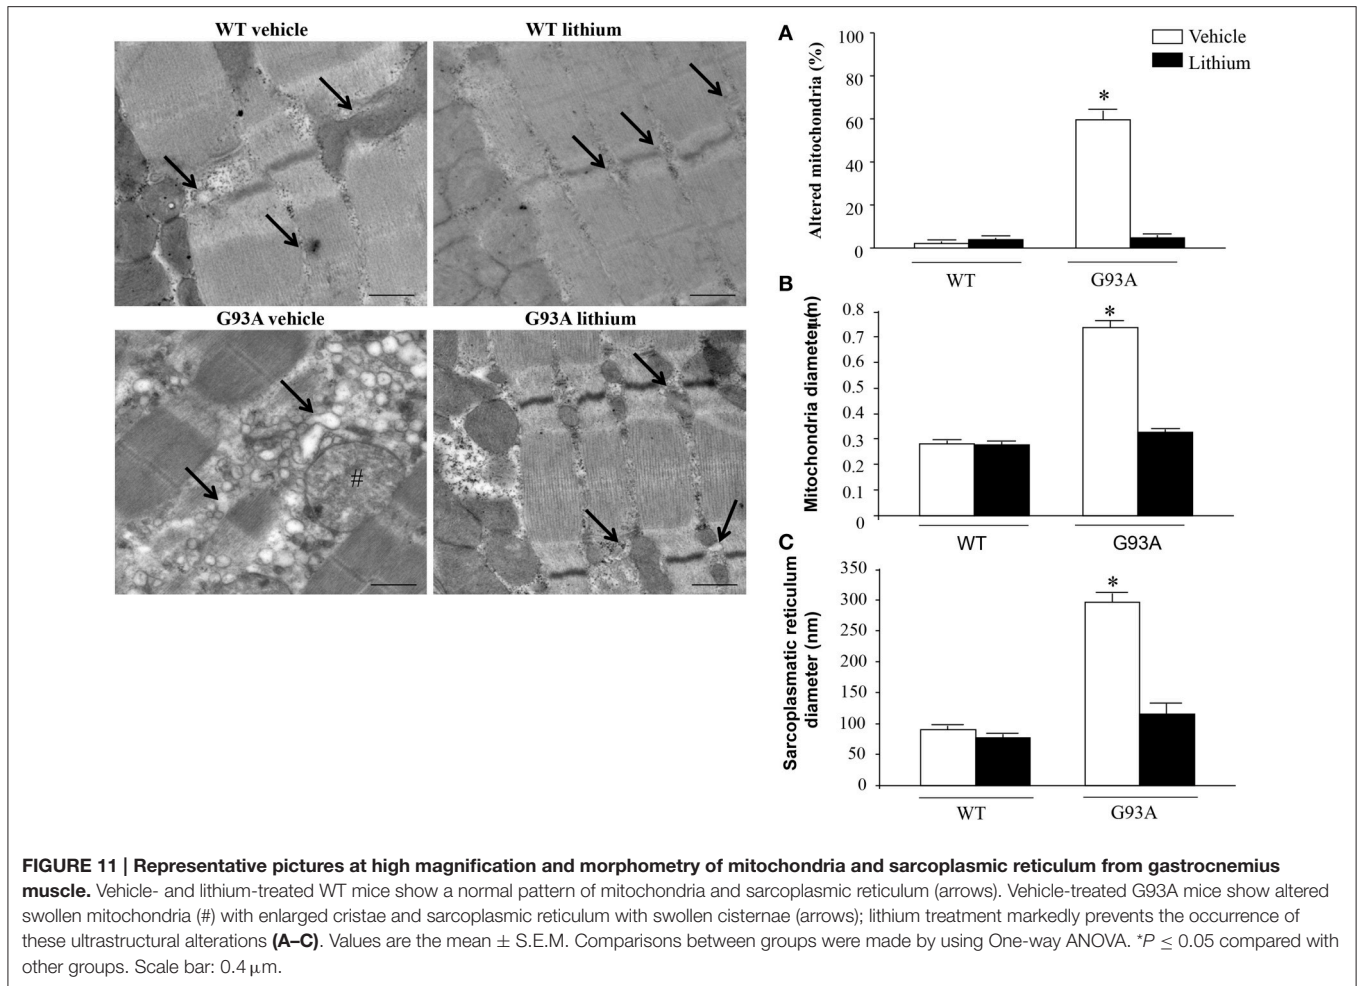 WT vehicle
WT lithium
G93A vehicle
G93A lithium
#
A
Vehicle
Lithium
Altered mitochondria (%)
100
80
60
40
20
0
*
WT
G93A
B
Mitochondria diameter(μm)
0.8
0.7
0.6
0.5
0.4
0.3
0.2
0.1
0
*
WT
G93A
C
Sarcoplasmatic reticulum
diameter (nm)
350
300
250
200
150
100
50
0
*
WT
G93A
FIGURE 11 | Representative pictures at high magnification and morphometry of mitochondria and sarcoplasmic reticulum from gastrocnemius
muscle. Vehicle- and lithium-treated WT mice show a normal pattern of mitochondria and sarcoplasmic reticulum (arrows). Vehicle-treated G93A mice show altered
swollen mitochondria (#) with enlarged cristae and sarcoplasmic reticulum with swollen cisternae (arrows); lithium treatment markedly prevents the occurrence of
these ultrastructural alterations (A–C). Values are the mean ± S.E.M. Comparisons between groups were made by using One-way ANOVA. *P ≤ 0.05 compared with
other groups. Scale bar: 0.4 μm.